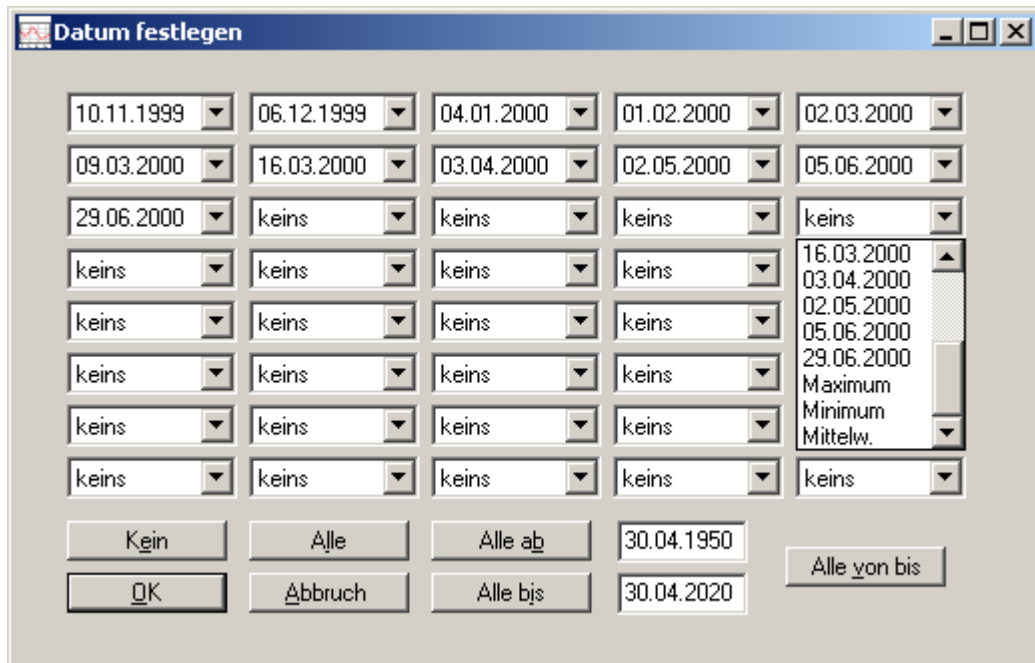 Datum festlegen
10.11.1999 06.12.1999 04.01.2000 01.02.2000 02.03.2000
09.03.2000 16.03.2000 03.04.2000 02.05.2000 05.06.2000
29.06.2000 keins keins keins keins
keins keins keins keins
keins keins keins keins
keins keins keins keins
keins keins keins keins
16.03.2000
03.04.2000
02.05.2000
05.06.2000
29.06.2000
Maximum
Minimum
Mittelw.
keins keins keins keins keins
Kein Alle Alle ab 30.04.1950
Alle von bis
OK Abbruch Alle bis 30.04.2020